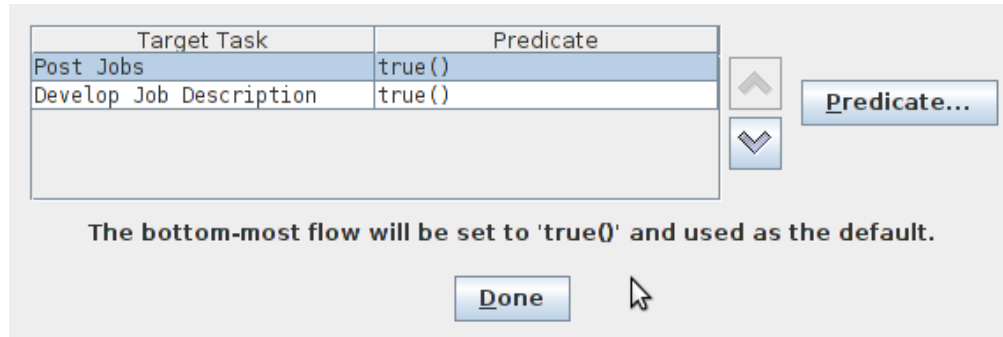 Target Task Predicate
Post Jobs true()
Develop Job Description true()
Predicate...
The bottom-most flow will be set to 'true()' and used as the default.
Done